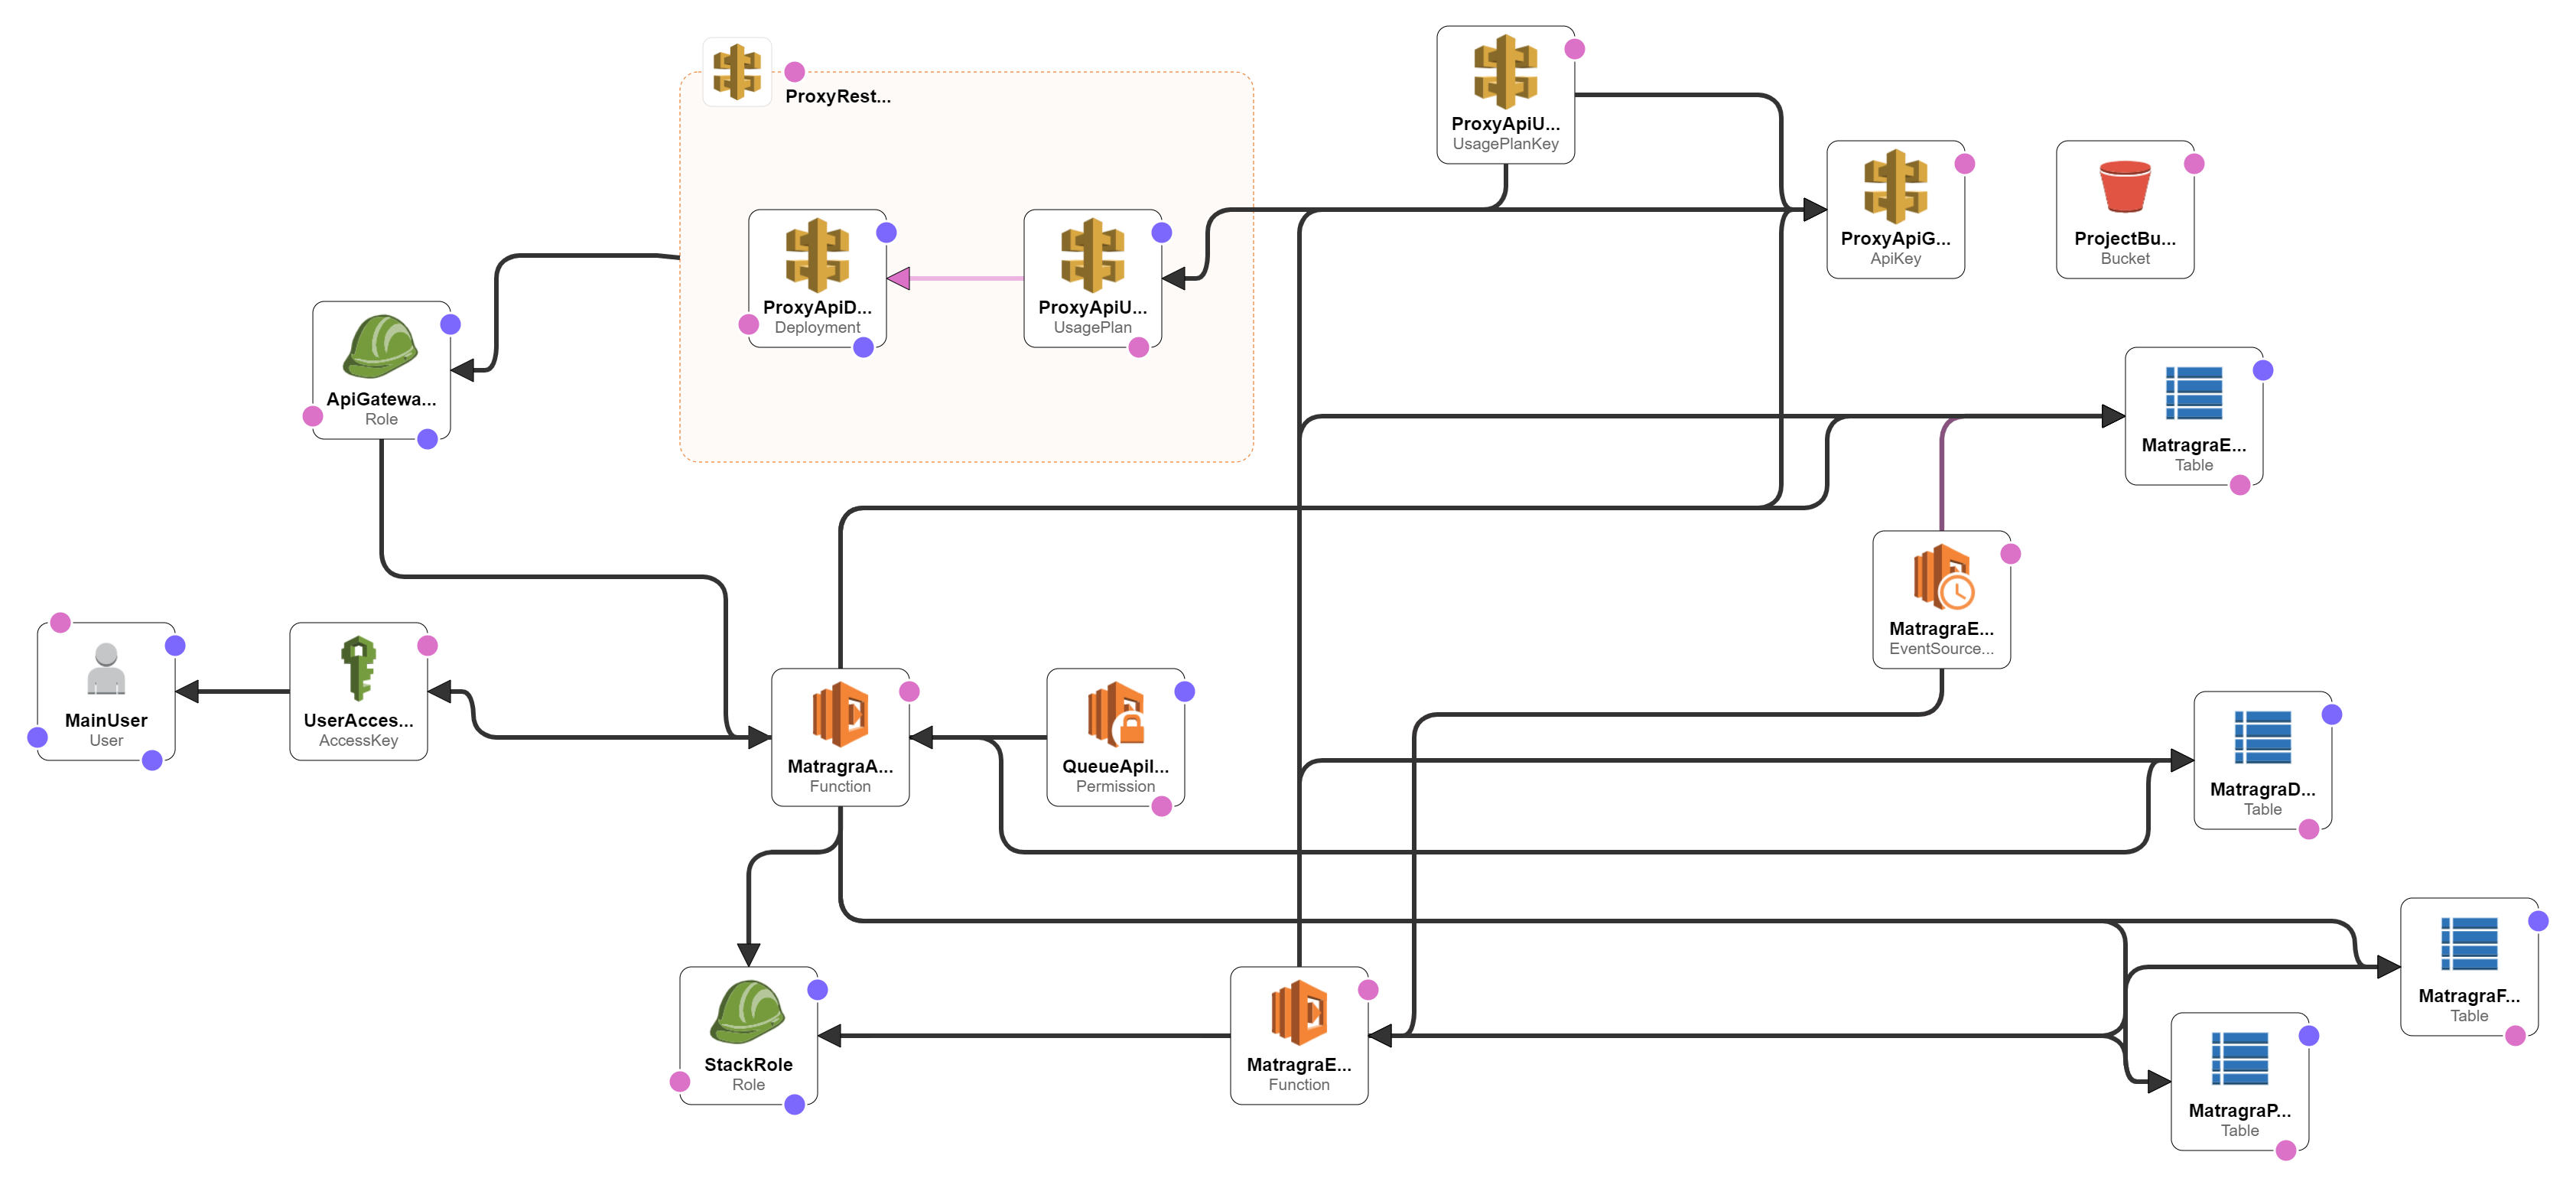 ProxyRest...
ProxyApiU...
UsagePlanKey
ProxyApiG...
ApiKey
ProjectBu...
Bucket
ProxyApiD...
Deployment
ProxyApiU...
UsagePlan
ApiGatewa...
Role
MatragraE...
Table
MatragraE...
EventSource...
MainUser
User
UserAcces...
AccessKey
MatragraA...
Function
QueueApiI...
Permission
MatragraD...
Table
MatragraF...
Table
StackRole
Role
MatragraE...
Function
MatragraP...
Table